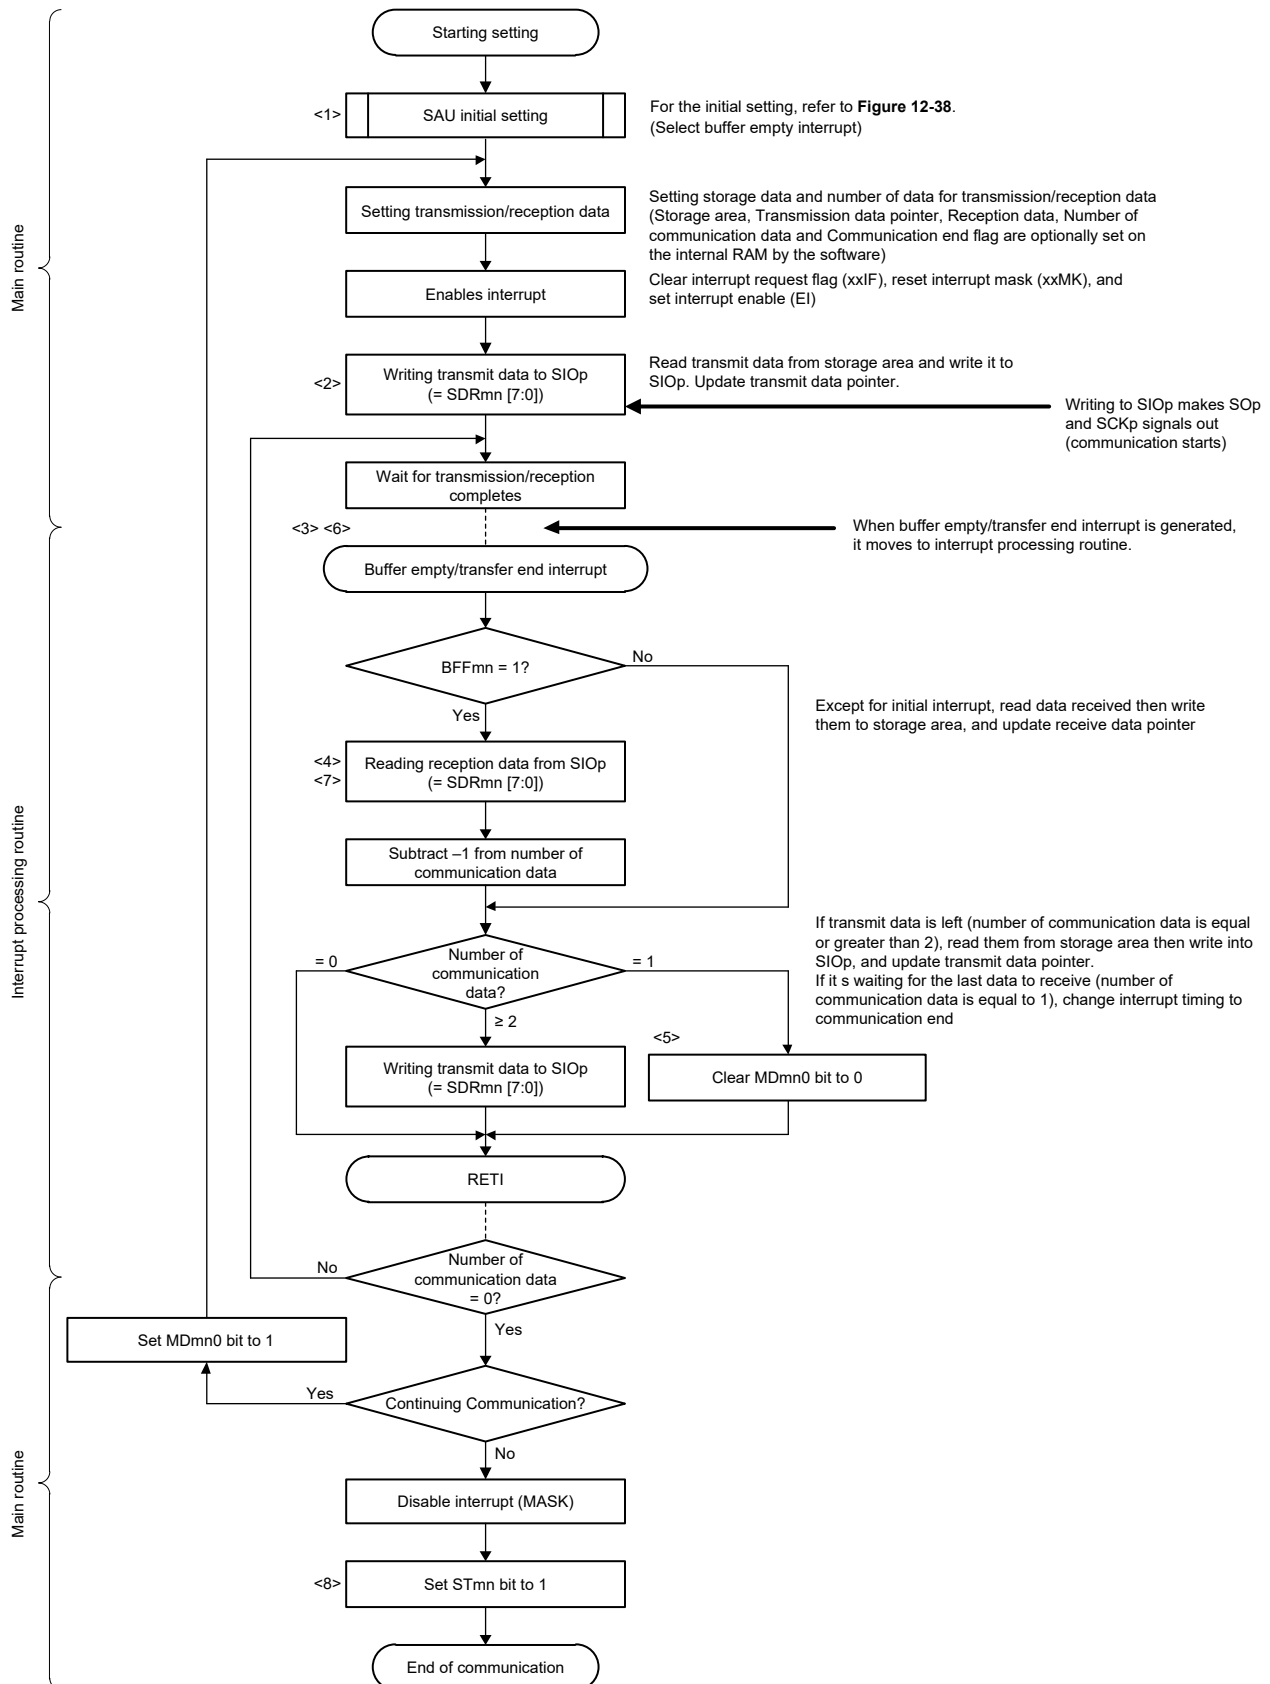 Starting setting
<1>
SAU initial setting
For the initial setting, refer to Figure 12-38.
(Select buffer empty interrupt)
Main routine
Setting transmission/reception data
Setting storage data and number of data for transmission/reception data
(Storage area, Transmission data pointer, Reception data, Number of
communication data and Communication end flag are optionally set on
the internal RAM by the software)
Enables interrupt
Clear interrupt request flag (xxIF), reset interrupt mask (xxMK), and
set interrupt enable (EI)
<2>
Writing transmit data to SIOp
(= SDRmn [7:0])
Read transmit data from storage area and write it to
SIOp. Update transmit data pointer.
Writing to SIOp makes SOp
and SCKp signals out
(communication starts)
Wait for transmission/reception
completes
<3> <6>
When buffer empty/transfer end interrupt is generated,
it moves to interrupt processing routine.
Buffer empty/transfer end interrupt
BFFmn = 1?
No
Yes
Except for initial interrupt, read data received then write
them to storage area, and update receive data pointer
<4>
<7>
Reading reception data from SIOp
(= SDRmn [7:0])
Interrupt processing routine
Subtract –1 from number of
communication data
Number of
communication
data?
= 0
= 1
≥ 2
If transmit data is left (number of communication data is equal
or greater than 2), read them from storage area then write into
SIOp, and update transmit data pointer.
If it s waiting for the last data to receive (number of
communication data is equal to 1), change interrupt timing to
communication end
<5>
Writing transmit data to SIOp
(= SDRmn [7:0])
Clear MDmn0 bit to 0
RETI
Number of
communication data
= 0?
No
Yes
Set MDmn0 bit to 1
Continuing Communication?
Yes
No
Main routine
Disable interrupt (MASK)
<8>
Set STmn bit to 1
End of communication